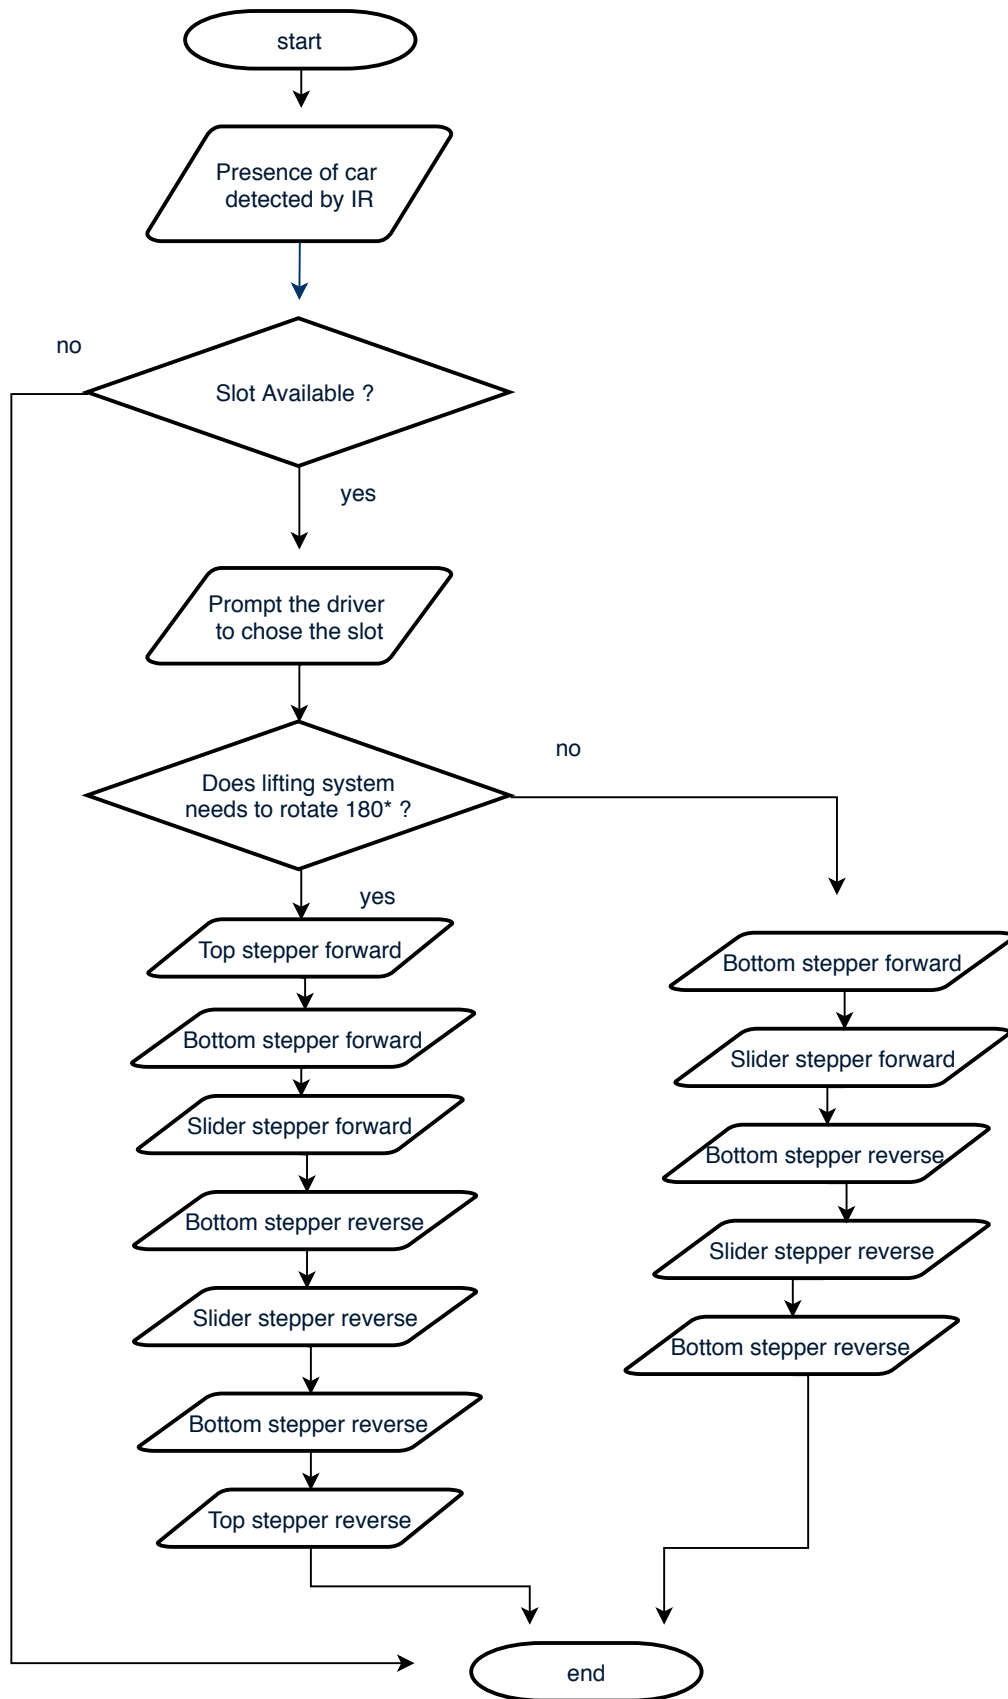 start
Presence of car
detected by IR
no
Slot Available ?
yes
Prompt the driver
to chose the slot
no
Does lifting system
needs to rotate 180* ?
yes
Top stepper forward
Bottom stepper forward
Slider stepper forward
Bottom stepper reverse
Slider stepper reverse
Bottom stepper reverse
Top stepper reverse
Bottom stepper forward
Slider stepper forward
Bottom stepper reverse
Slider stepper reverse
Bottom stepper reverse
end